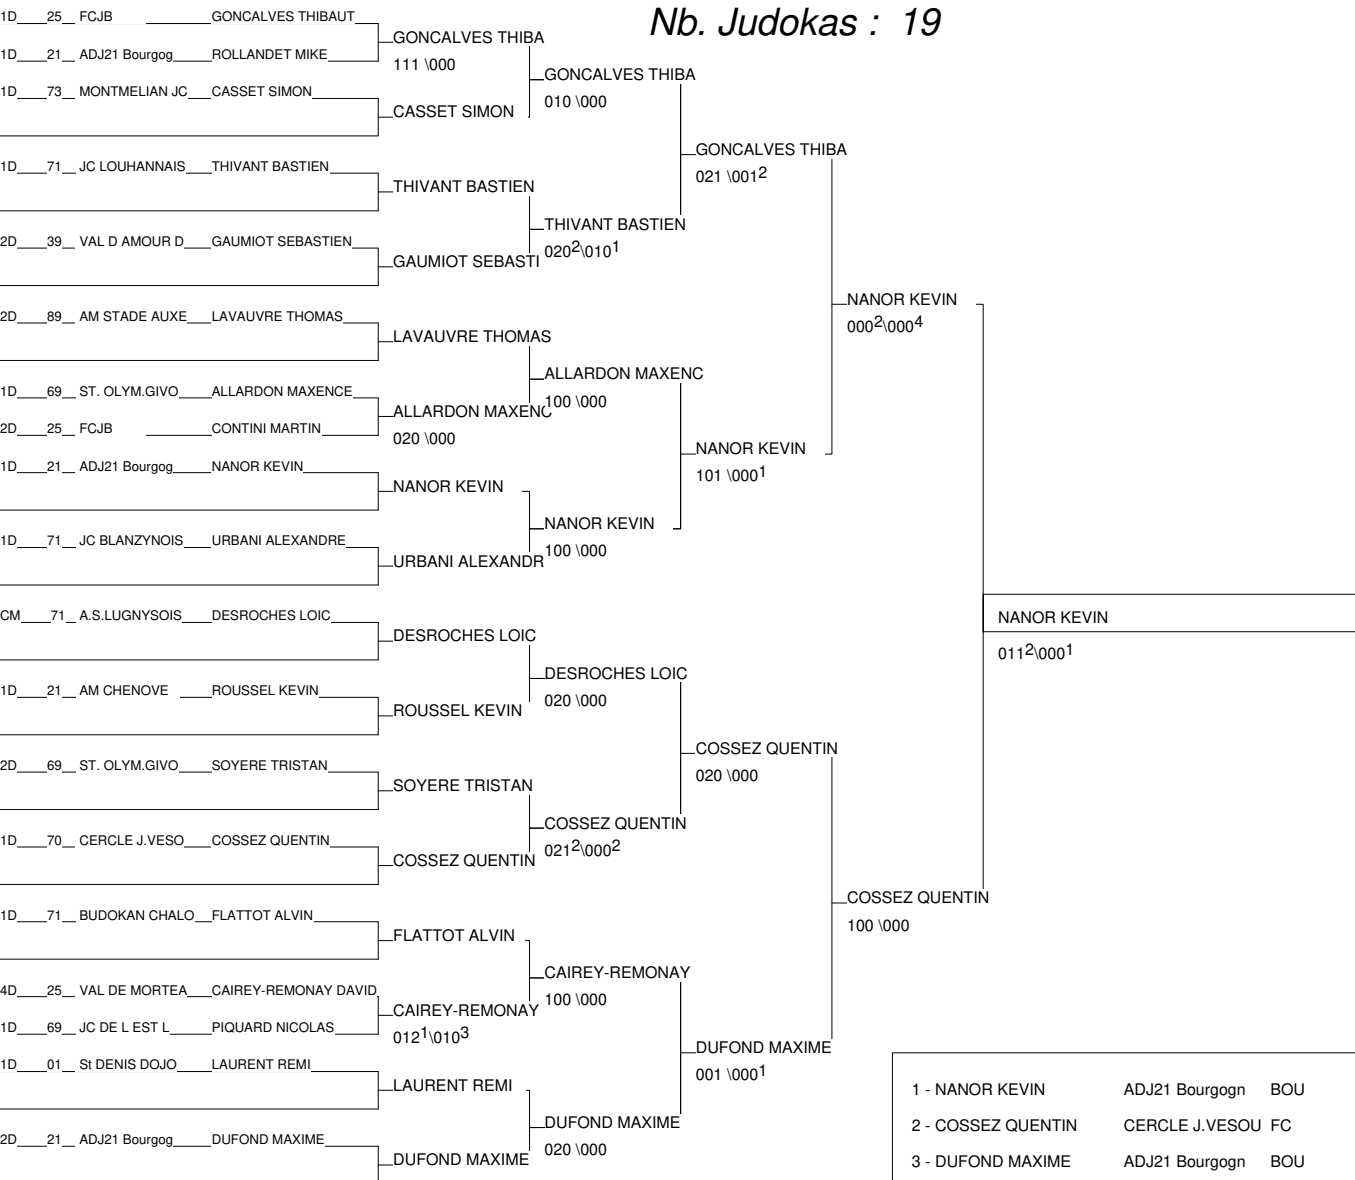 Nb. Judokas : 19
1D 25 FCJB GONCALVES THIBAUT
GONCALVES THIBA
1D 21 ADJ21 Bourgog ROLLANDET MIKE
111 \000
GONCALVES THIBA
1D 73 MONTMELIAN JC CASSET SIMON
010 \000
CASSET SIMON
GONCALVES THIBA
1D 71 JC LOUHANNAIS THIVANT BASTIEN
021 \001²
THIVANT BASTIEN
THIVANT BASTIEN
2D 39 VAL D AMOUR D GAUMIOT SEBASTIEN
020²\010¹
GAUMIOT SEBASTI
NANOR KEVIN
2D 89 AM STADE AUXE LAVAUVRE THOMAS
000²\000⁴
LAVAUVRE THOMAS
ALLARDON MAXENC
1D 69 ST. OLYM.GIVO ALLARDON MAXENCE
100 \000
ALLARDON MAXENC
2D 25 FCJB CONTINI MARTIN
020 \000
NANOR KEVIN
1D 21 ADJ21 Bourgog NANOR KEVIN
101 \000¹
NANOR KEVIN
NANOR KEVIN
1D 71 JC BLANZYNOIS URBANI ALEXANDRE
100 \000
URBANI ALEXANDR
CM 71 A.S.LUGNYSOIS DESROCHES LOIC
NANOR KEVIN
DESROCHES LOIC
011²\000¹
DESROCHES LOIC
1D 21 AM CHENOVE ROUSSEL KEVIN
020 \000
ROUSSEL KEVIN
COSSEZ QUENTIN
2D 69 ST. OLYM.GIVO SOYERE TRISTAN
020 \000
SOYERE TRISTAN
COSSEZ QUENTIN
1D 70 CERCLE J.VESO COSSEZ QUENTIN
021²\000²
COSSEZ QUENTIN
COSSEZ QUENTIN
1D 71 BUDOKAN CHALO FLATTOT ALVIN
100 \000
FLATTOT ALVIN
CAIREY-REMONAY
4D 25 VAL DE MORTEA CAIREY-REMONAY DAVID
100 \000
CAIREY-REMONAY
1D 69 JC DE L EST L PIQUARD NICOLAS
012¹\010³
DUFOND MAXIME
1D 01 St DENIS DOJO LAURENT REMI
001 \000¹
LAURENT REMI
1 - NANOR KEVIN ADJ21 Bourgogn BOU
DUFOND MAXIME
2 - COSSEZ QUENTIN CERCLE J.VESOU FC
2D 21 ADJ21 Bourgog DUFOND MAXIME
020 \000
DUFOND MAXIME
3 - DUFOND MAXIME ADJ21 Bourgogn BOU